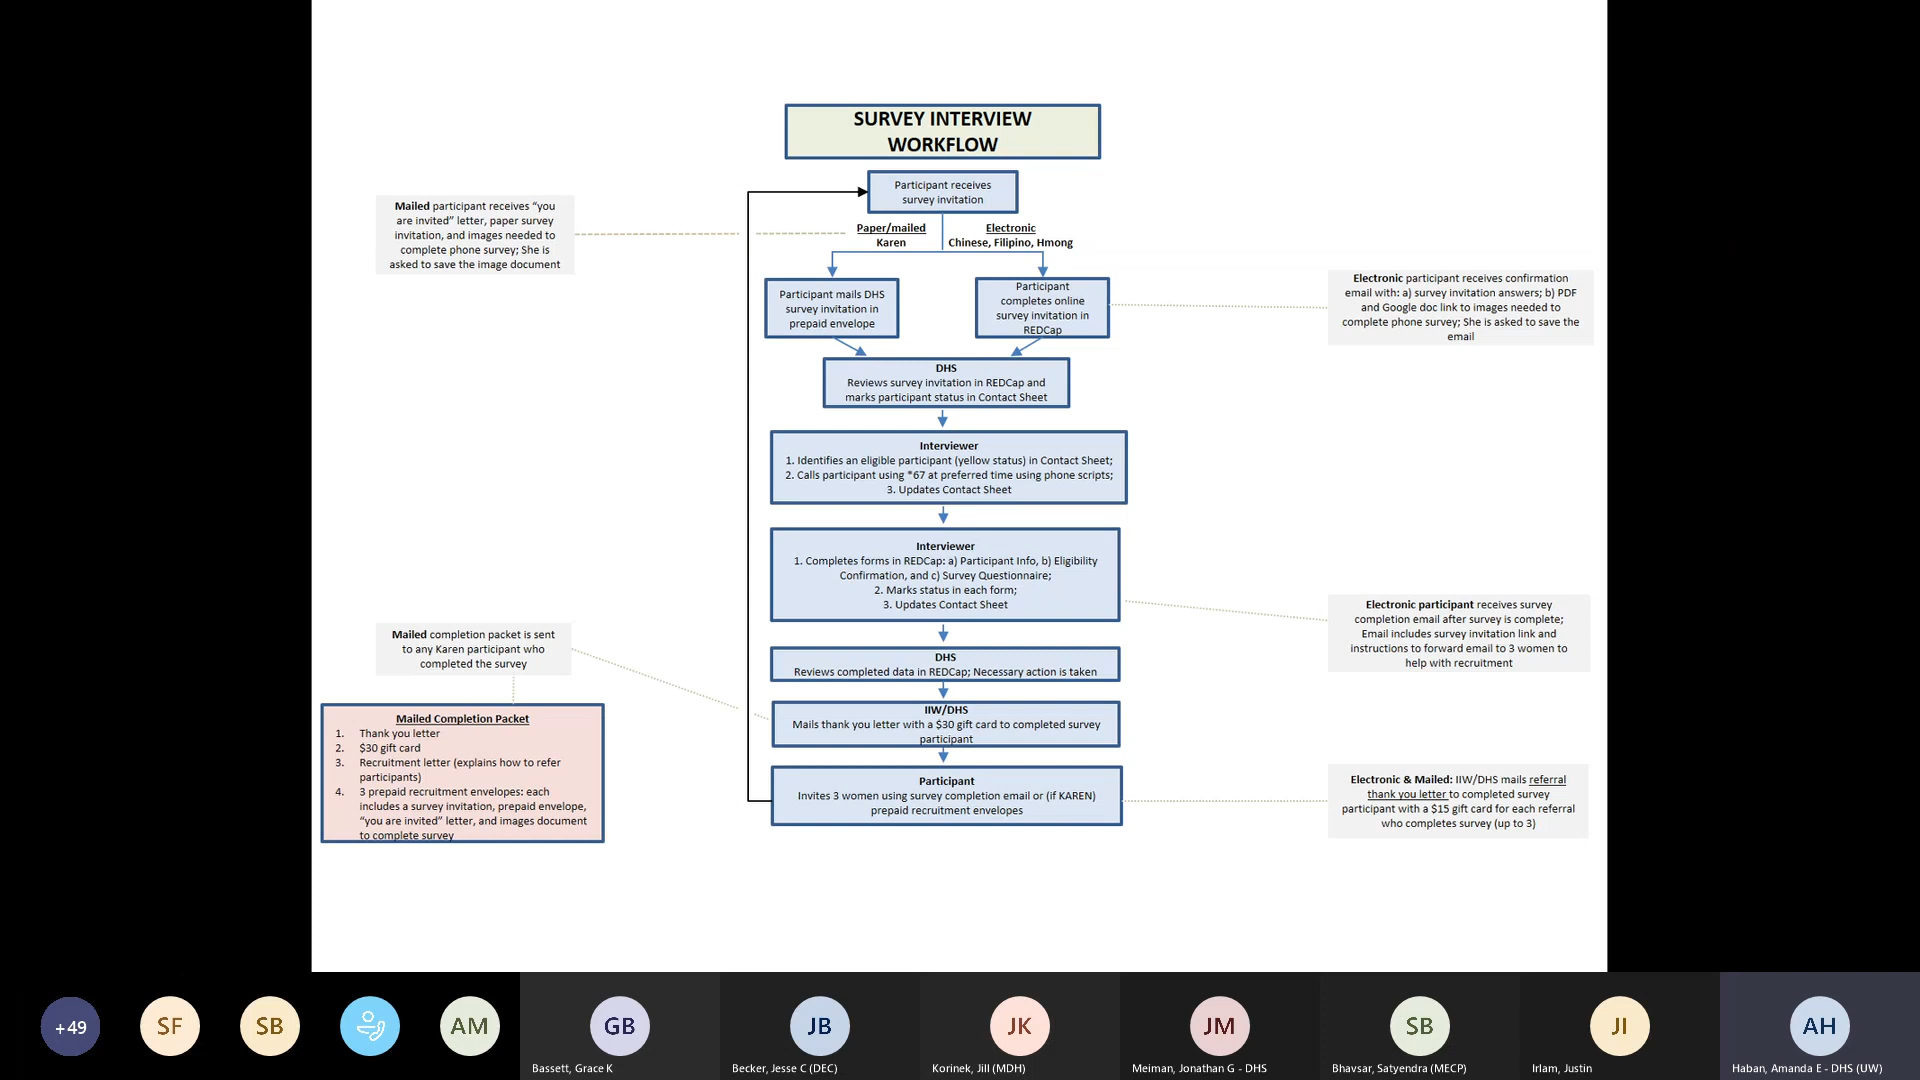 SURVEY INTERVIEW
WORKFLOW
Participant receives
survey invitation
Mailed participant receives “you
are invited” letter, paper survey
invitation, and images needed to
complete phone survey; She is
asked to save the image document
Paper/mailed
Karen
Electronic
Chinese, Filipino, Hmong
Participant mails DHS
survey invitation in
prepaid envelope
Participant
completes online
survey invitation in
REDCap
Electronic participant receives confirmation
email with: a) survey invitation answers; b) PDF
and Google doc link to images needed to
complete phone survey; She is asked to save the
email
DHS
Reviews survey invitation in REDCap and
marks participant status in Contact Sheet
Interviewer
1. Identifies an eligible participant (yellow status) in Contact Sheet;
2. Calls participant using *67 at preferred time using phone scripts;
3. Updates Contact Sheet
Interviewer
1. Completes forms in REDCap: a) Participant Info, b) Eligibility
Confirmation, and c) Survey Questionnaire;
2. Marks status in each form;
3. Updates Contact Sheet
Electronic participant receives survey
completion email after survey is complete;
Email includes survey invitation link and
instructions to forward email to 3 women to
help with recruitment
Mailed completion packet is sent
to any Karen participant who
completed the survey
DHS
Reviews completed data in REDCap; Necessary action is taken
IIW/DHS
Mails thank you letter with a $30 gift card to completed survey
participant
Mailed Completion Packet
1. Thank you letter
2. $30 gift card
3. Recruitment letter (explains how to refer
participants)
4. 3 prepaid recruitment envelopes: each
includes a survey invitation, prepaid envelope,
“you are invited” letter, and images document
to complete survey
Participant
Invites 3 women using survey completion email or (if KAREN)
prepaid recruitment envelopes
Electronic & Mailed: IIW/DHS mails referral
thank you letter to completed survey
participant with a $15 gift card for each referral
who completes survey (up to 3)
+49
SF
SB
AM
GB
JB
JK
JM
SB
JI
AH
Bassett, Grace K
Becker, Jesse C (DEC)
Korinek, Jill (MDH)
Meiman, Jonathan G - DHS
Bhavsar, Satyendra (MECP)
Irlam, Justin
Haban, Amanda E - DHS (UW)